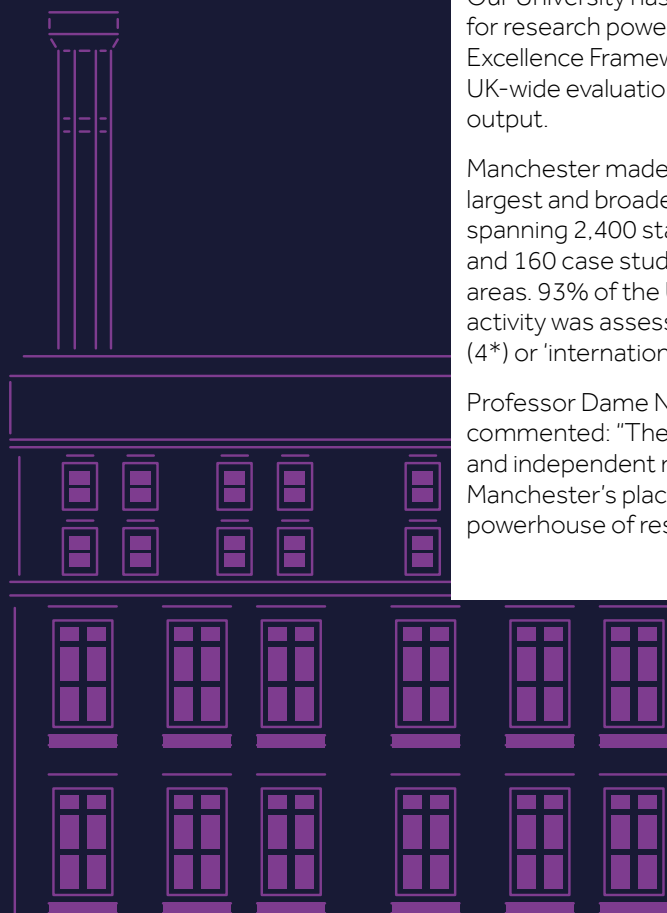 Our University has
for research powe
Excellence Framew
UK-wide evaluatio
output.
Manchester made
largest and broade
spanning 2,400 sta
and 160 case stud
areas. 93% of the
activity was assess
(4*) or 'internation
Professor Dame N
commented: "The
and independent r
Manchester's plac
powerhouse of res